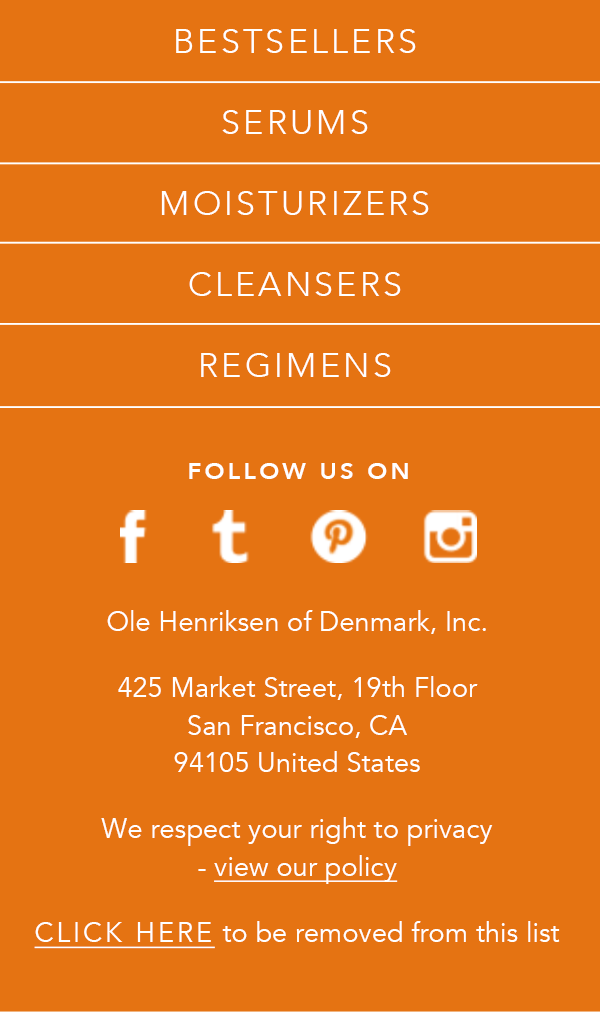 BESTSELLERS
SERUMS
MOISTURIZERS
CLEANSERS
REGIMENS
FOLLOW US ON
Ole Henriksen of Denmark, Inc.
425 Market Street, 19th Floor
San Francisco, CA
94105 United States
We respect your right to privacy
- view our policy
CLICK HERE to be removed from this list